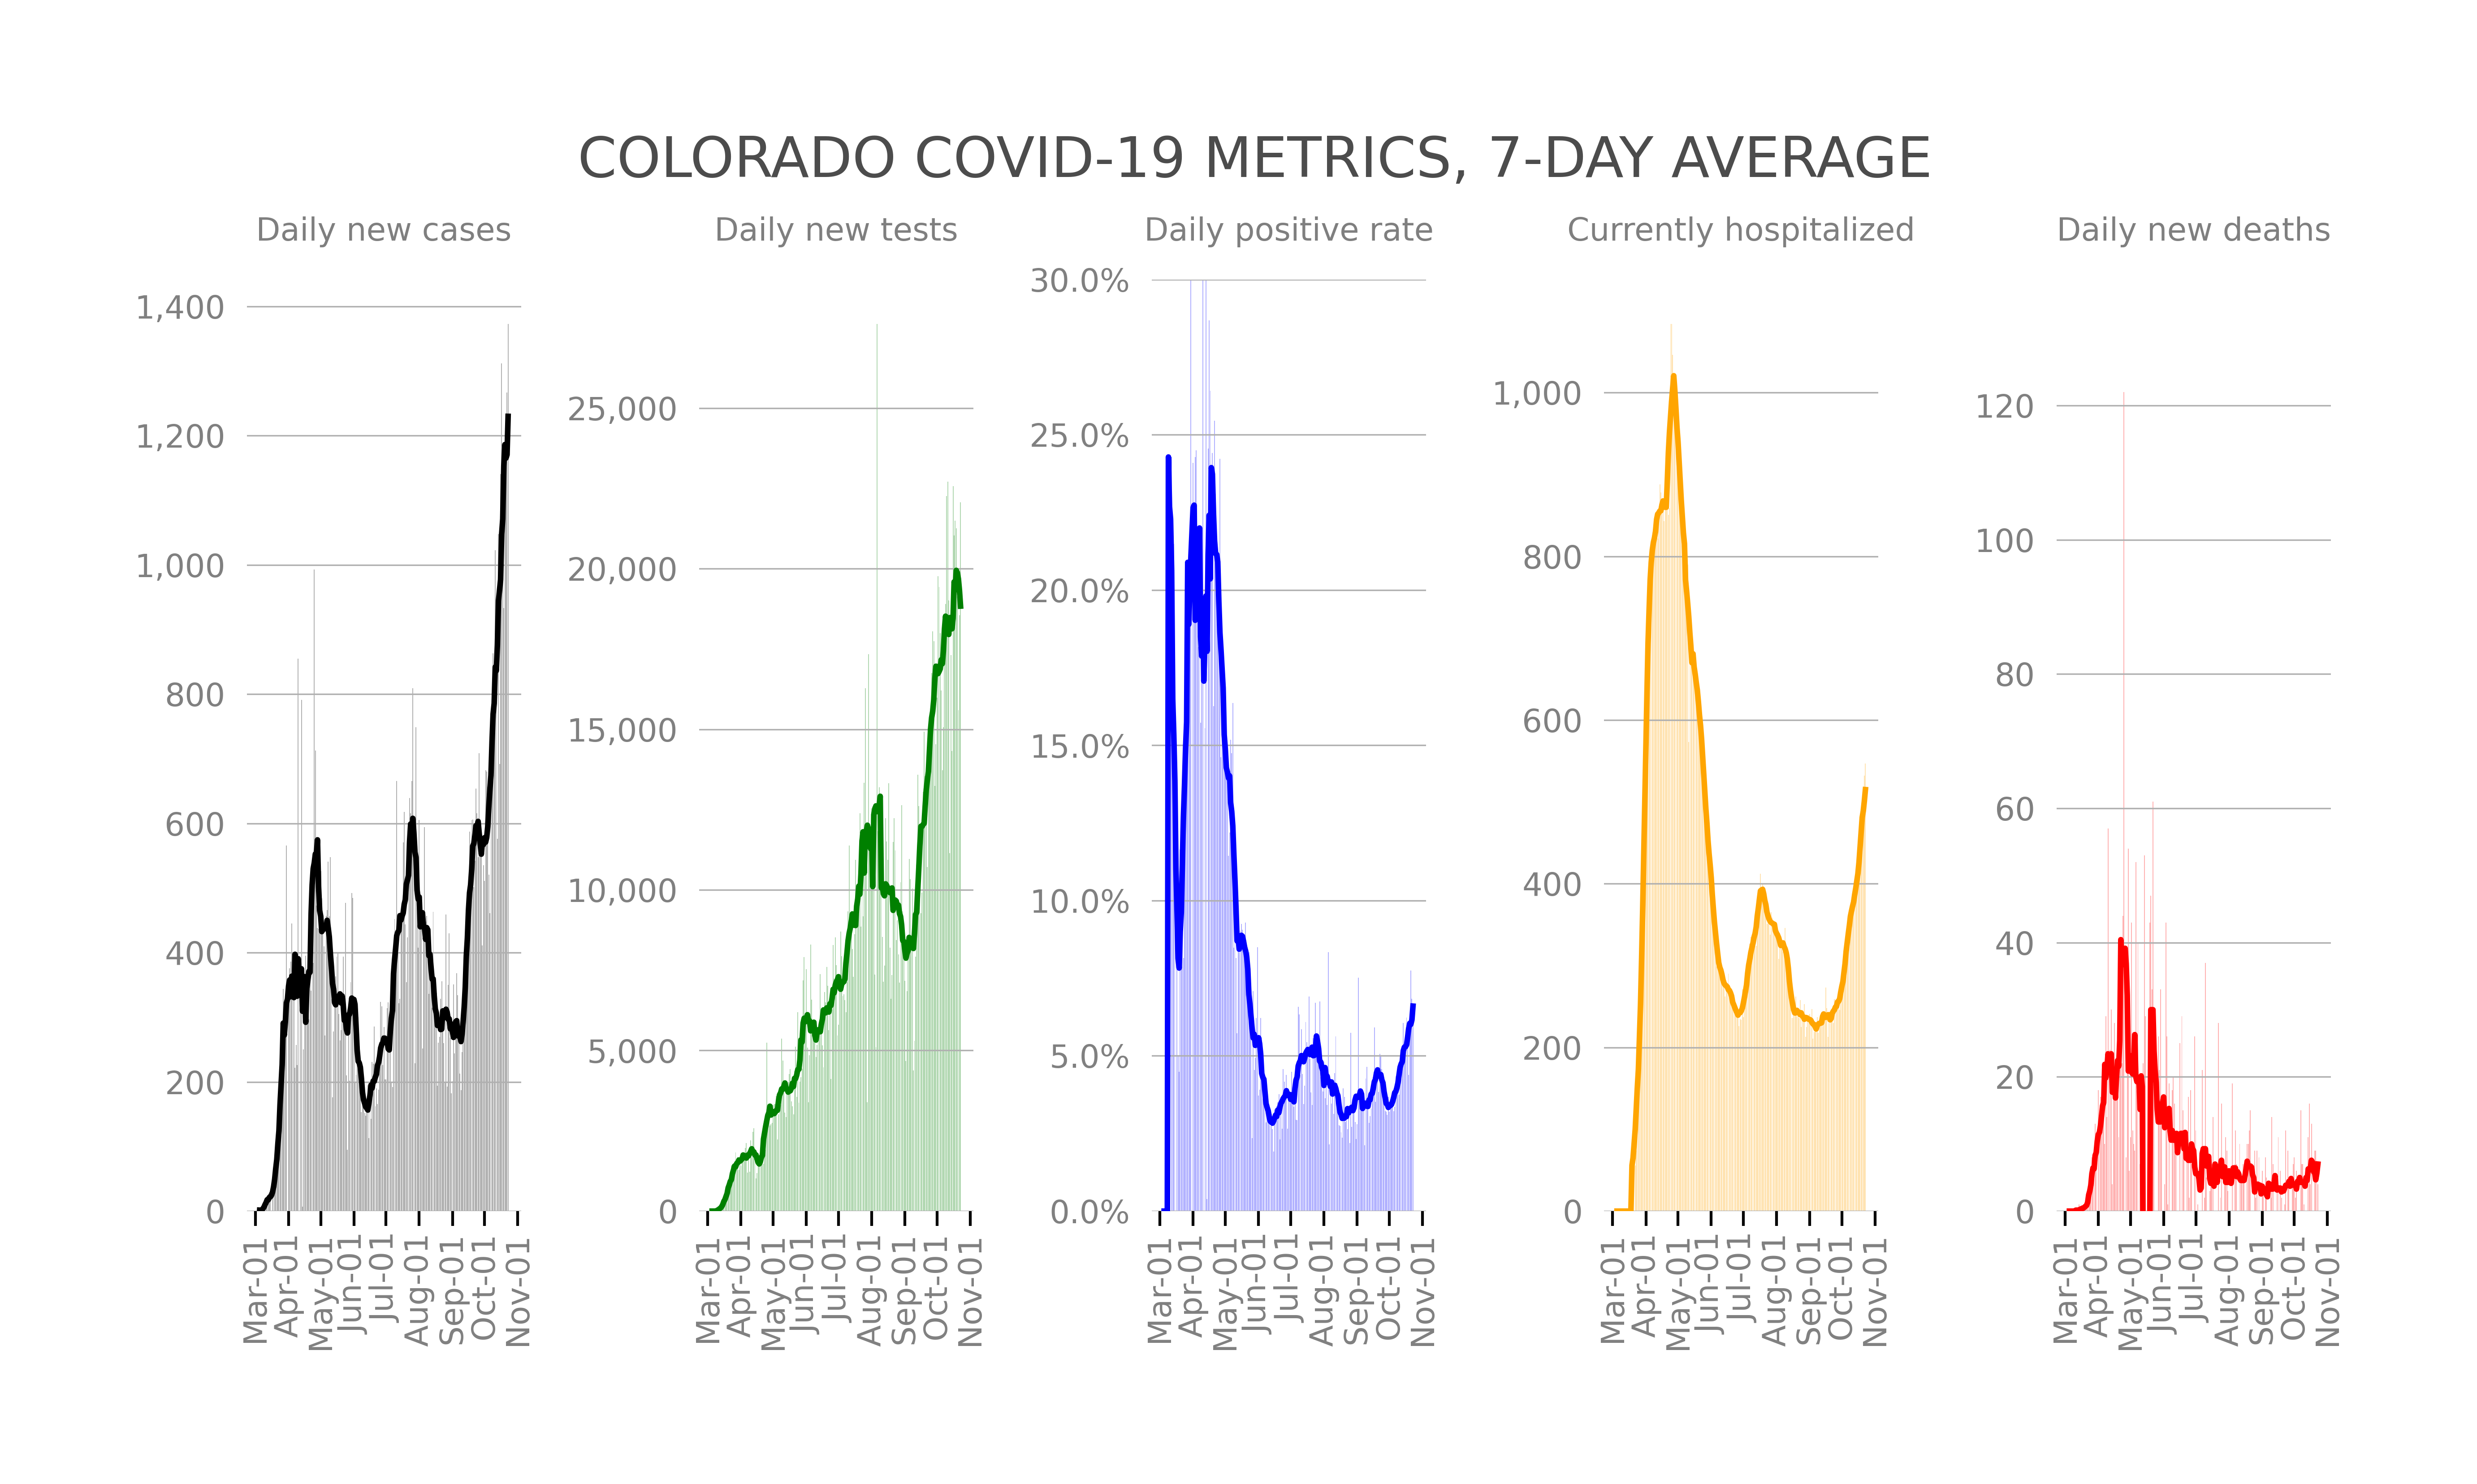 COLORADO COVID-19 METRICS, 7-DAY AVERAGE
Daily new cases
1,400
1,200
1,000
800
600
400
200
0
Mar-01
Apr-01
May-01
Jun-01
Jul-01
Aug-01
Sep-01
Oct-01
Nov-01
Daily new tests
25,000
20,000
15,000
10,000
5,000
0
Mar-01
Apr-01
May-01
Jun-01
Jul-01
Aug-01
Sep-01
Oct-01
Nov-01
Daily positive rate
30.0%
25.0%
20.0%
15.0%
10.0%
5.0%
0.0%
Mar-01
Apr-01
May-01
Jun-01
Jul-01
Aug-01
Sep-01
Oct-01
Nov-01
Currently hospitalized
1,000
800
600
400
200
0
Mar-01
Apr-01
May-01
Jun-01
Jul-01
Aug-01
Sep-01
Oct-01
Nov-01
Daily new deaths
120
100
80
60
40
20
0
Mar-01
Apr-01
May-01
Jun-01
Jul-01
Aug-01
Sep-01
Oct-01
Nov-01